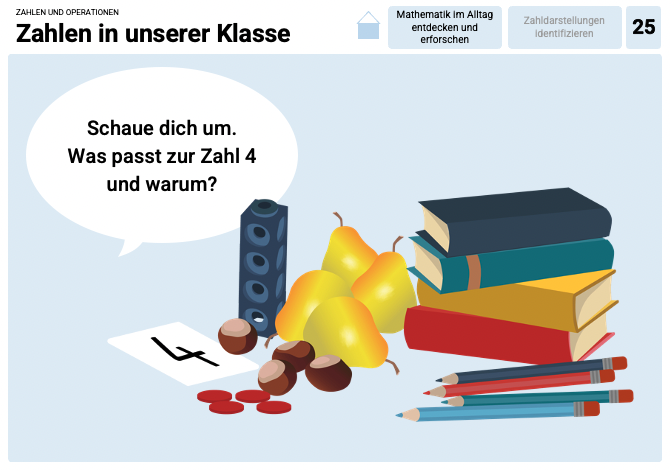 ZAHLEN UND OPERATIONEN
Zahlen in unserer Klasse
Mathematik im Alltag
entdecken und
erforschen
Zahldarstellungen
identifizieren
25
Schaue dich um.
Was passt zur Zahl 4
und warum?
4